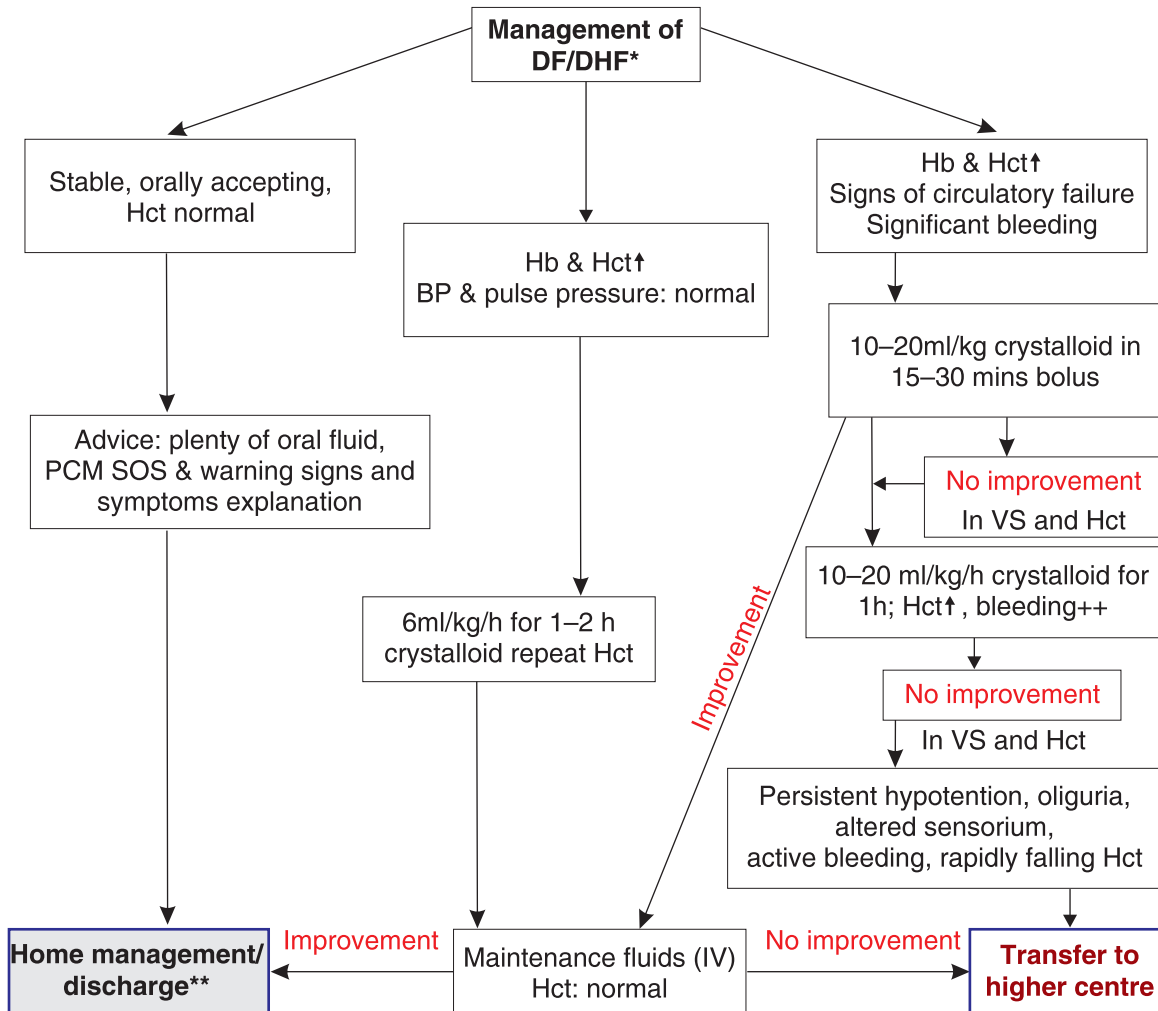 Management of
DF/DHF*
Stable, orally accepting,
Hct normal
Hb & Hct↑
BP & pulse pressure: normal
Hb & Hct↑
Signs of circulatory failure
Significant bleeding
10–20ml/kg crystalloid in
15–30 mins bolus
Advice: plenty of oral fluid,
PCM SOS & warning signs and
symptoms explanation
No improvement
In VS and Hct
10–20 ml/kg/h crystalloid for
1h; Hct↑, bleeding++
6ml/kg/h for 1–2 h
crystalloid repeat Hct
Improvement
No improvement
In VS and Hct
Persistent hypotention, oliguria,
altered sensorium,
active bleeding, rapidly falling Hct
Home management/
discharge**
Improvement
Maintenance fluids (IV)
Hct: normal
No improvement
Transfer to
higher centre